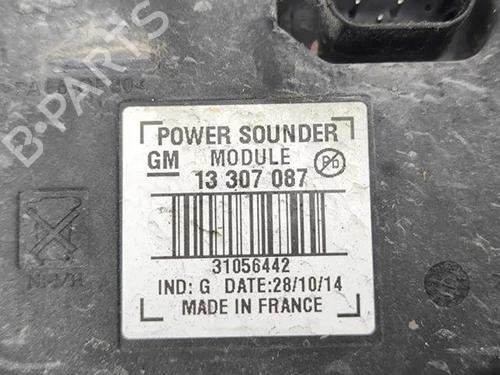 B-PARTS
POWER SOUNDER
GM MODULE Pb
13 307 087
31056442
IND: G DATE:28/10/14
MADE IN FRANCE